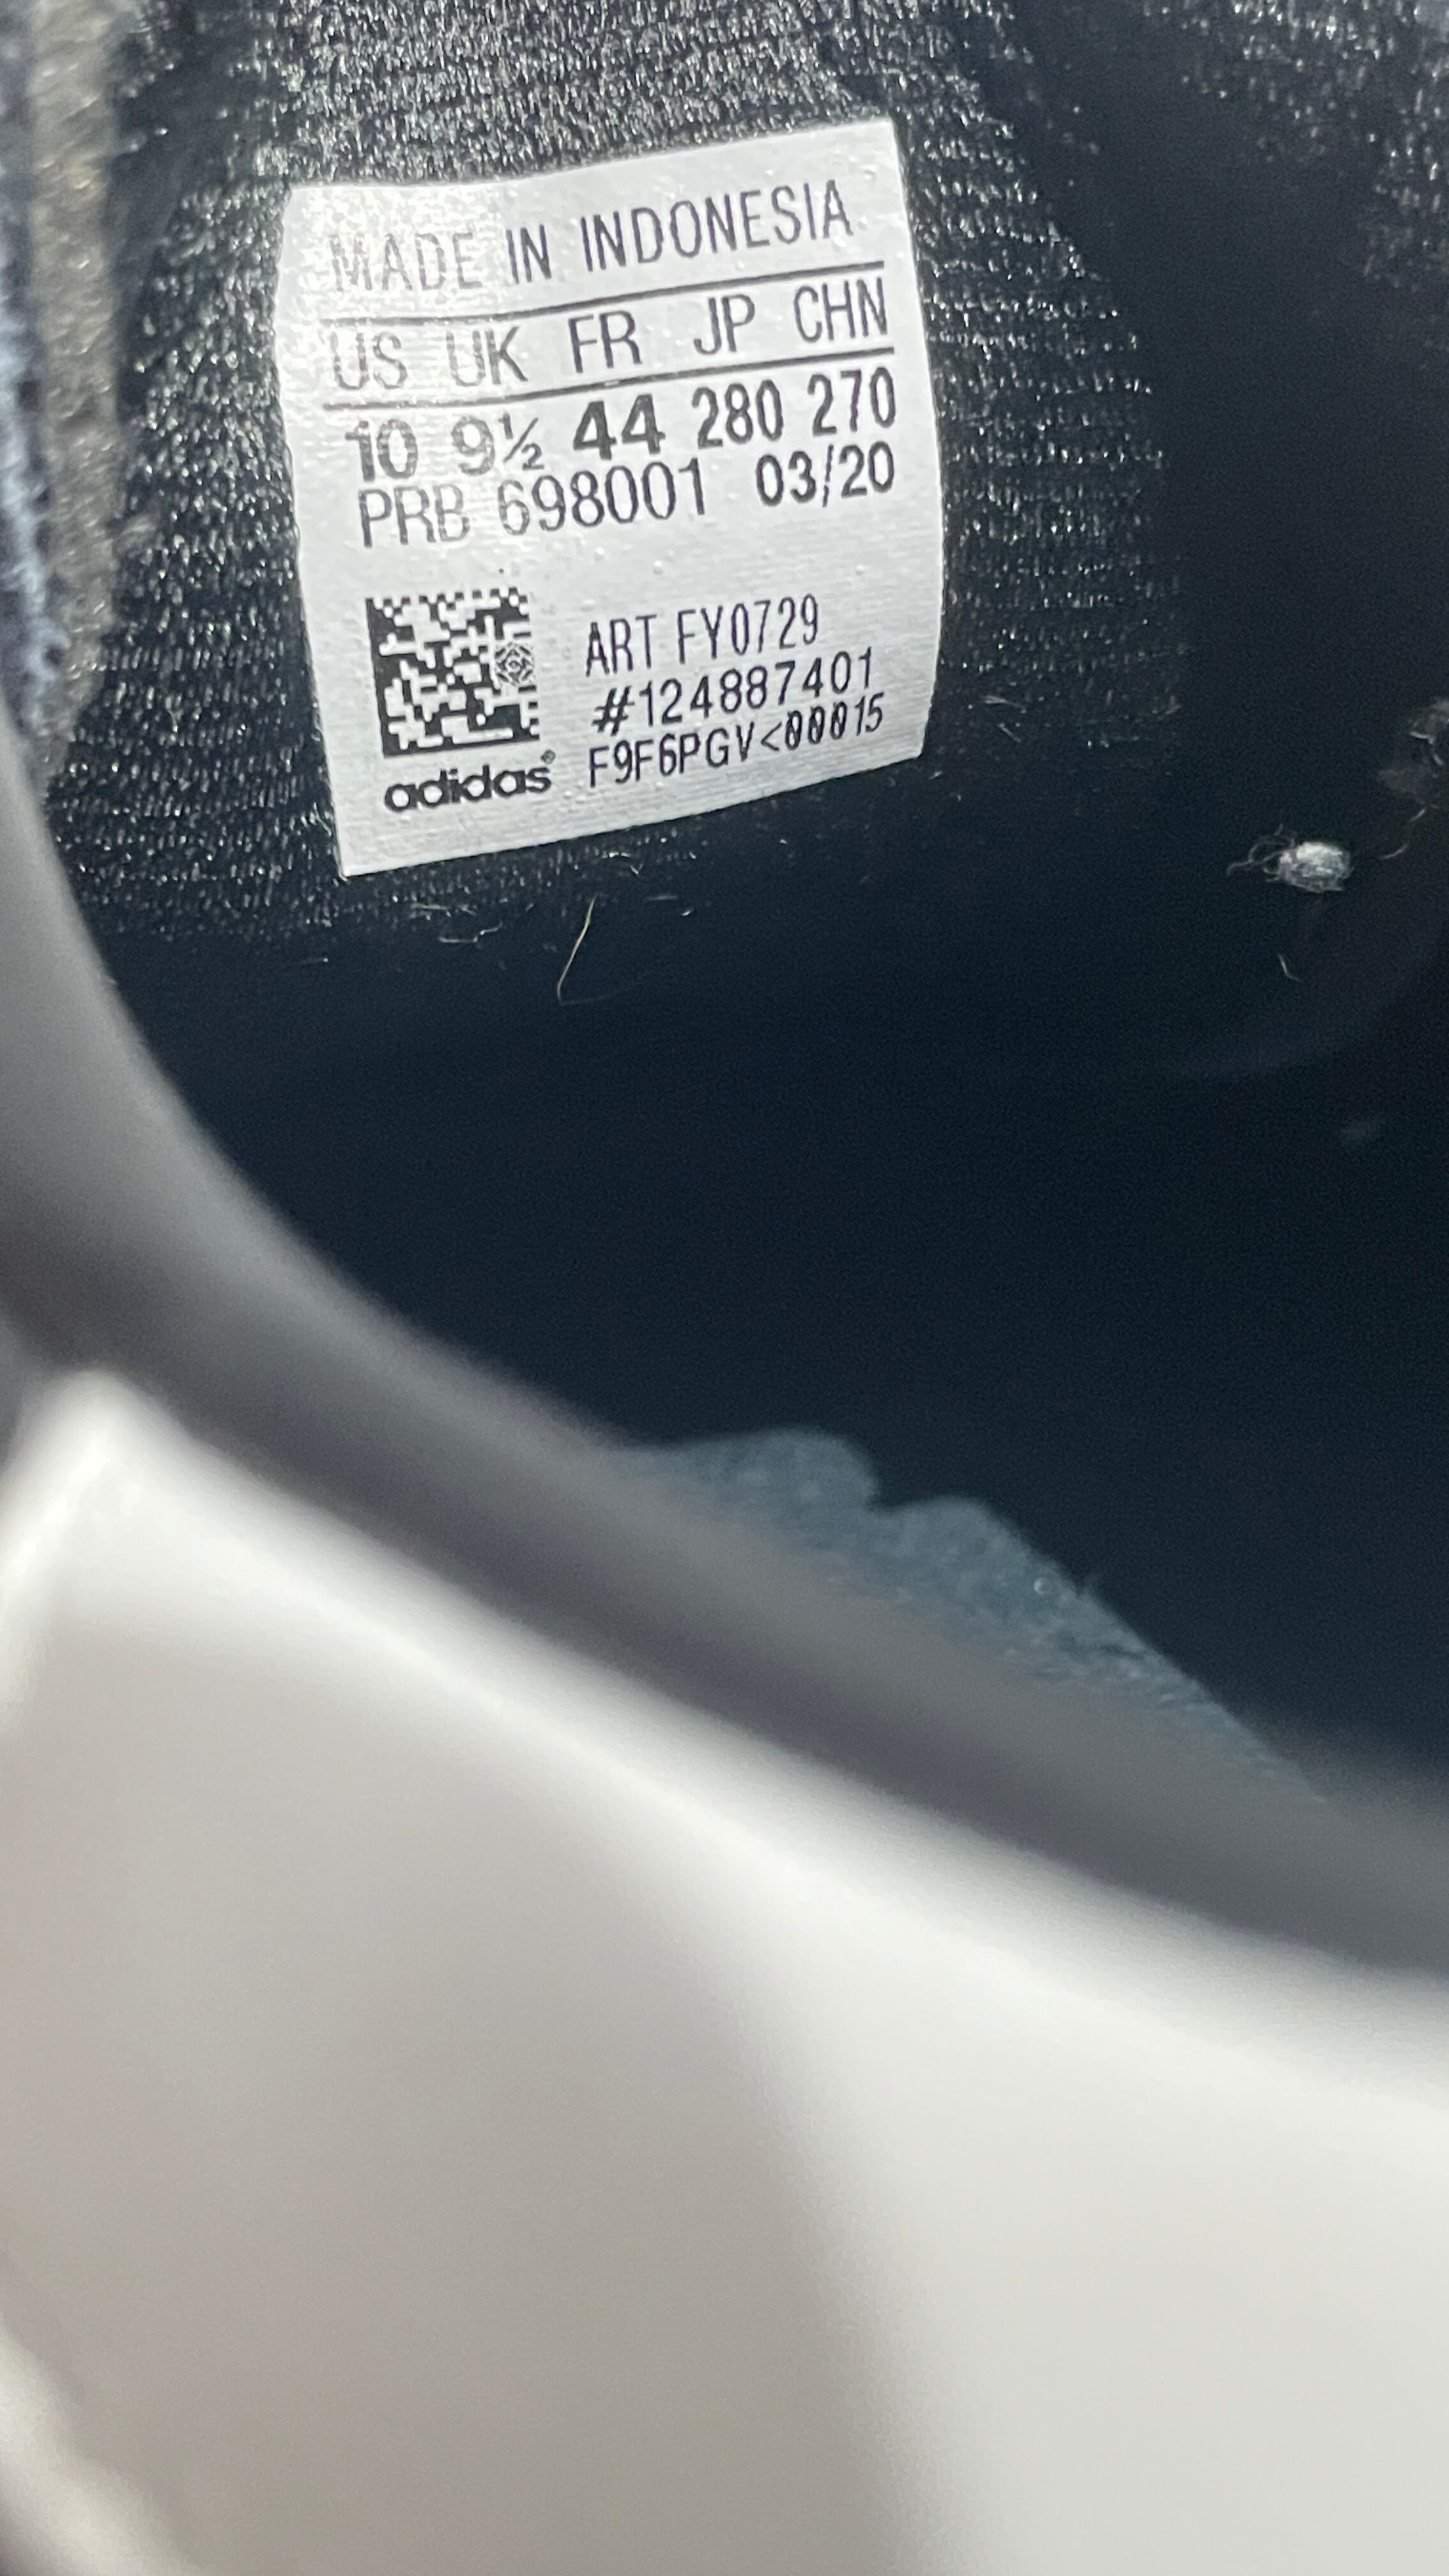 MADE IN INDONESIA
US UK FR JP CHN
10 9½ 44 280 270
PRB 698001 03/20
ART FY0729
#124887401
F9F6PGV<00015
adidas®